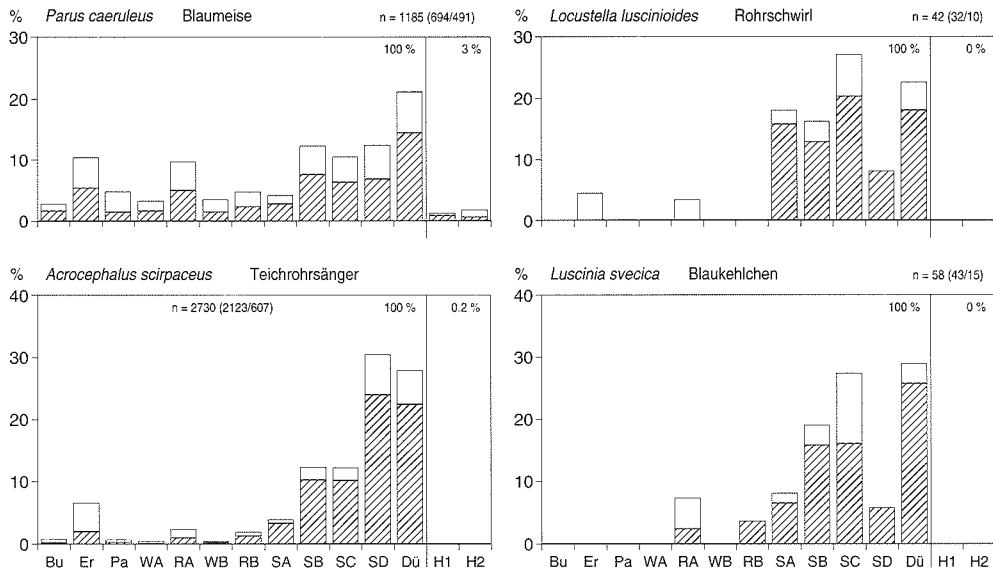 % Parus caeruleus Blaumeise n = 1185 (694/491)
30 100 % 3 %
20
10
0
% Locustella luscinioides Rohrschwirl n = 42 (32/10)
30 100 % 0 %
20
10
0
% Acrocephalus scirpaceus Teichrohrsänger
40 n = 2730 (2123/607) 100 % 0.2 %
30
20
10
0
Bu Er Pa WA RA WB RB SA SB SC SD Dü H1 H2
% Luscinia svecica Blaukehlchen n = 58 (43/15)
40 100 % 0 %
30
20
10
0
Bu Er Pa WA RA WB RB SA SB SC SD Dü H1 H2